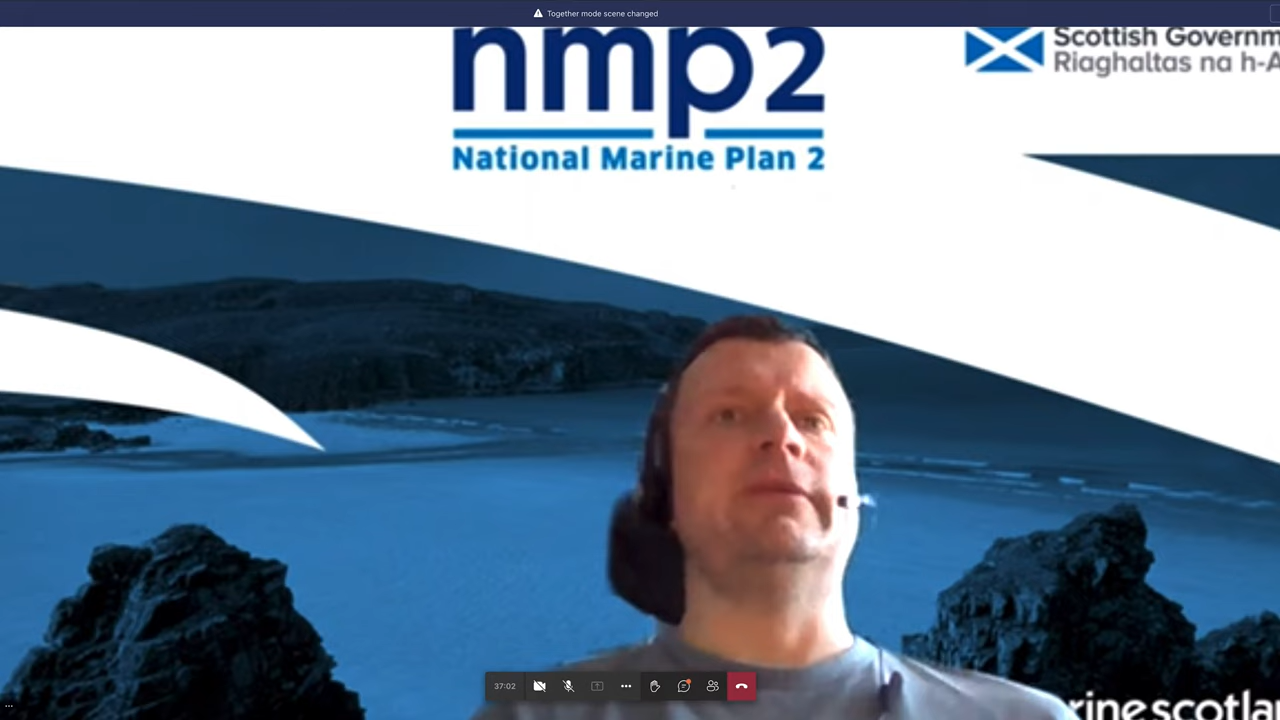 Together mode scene changed
nmp2
National Marine Plan 2
Scottish Governm
Riaghaltas na h-A
37:02
rinescotla